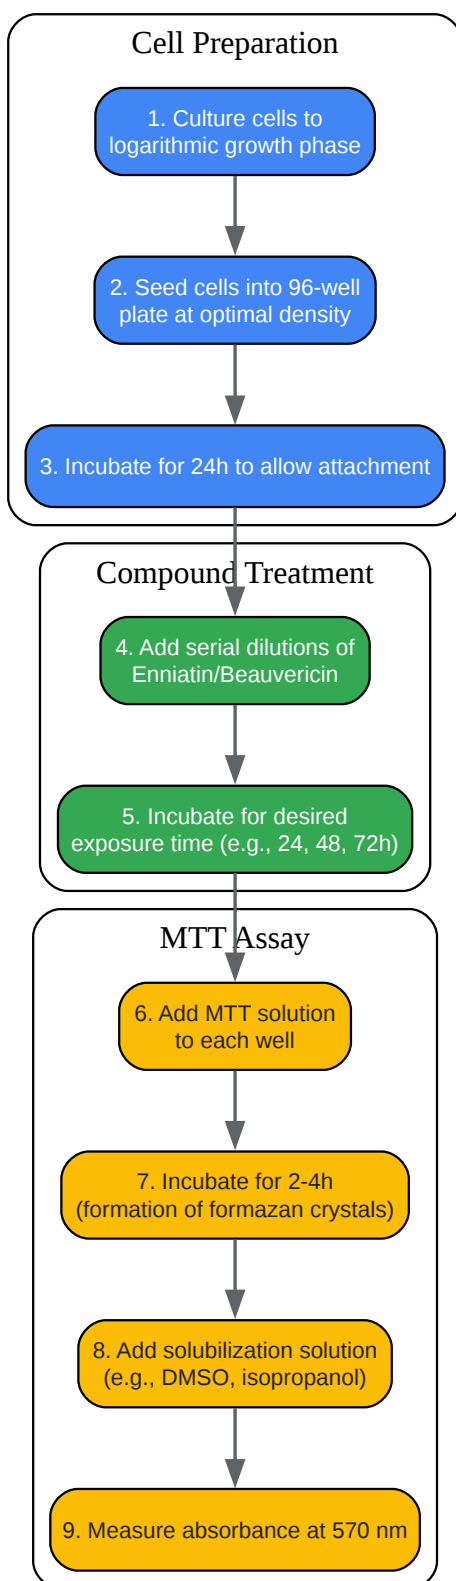 Cell Preparation
1. Culture cells to
logarithmic growth phase
2. Seed cells into 96-well
plate at optimal density
3. Incubate for 24h to allow attachment
Compound Treatment
4. Add serial dilutions of
Enniatin/Beauvericin
5. Incubate for desired
exposure time (e.g., 24, 48, 72h)
MTT Assay
6. Add MTT solution
to each well
7. Incubate for 2-4h
(formation of formazan crystals)
8. Add solubilization solution
(e.g., DMSO, isopropanol)
9. Measure absorbance at 570 nm